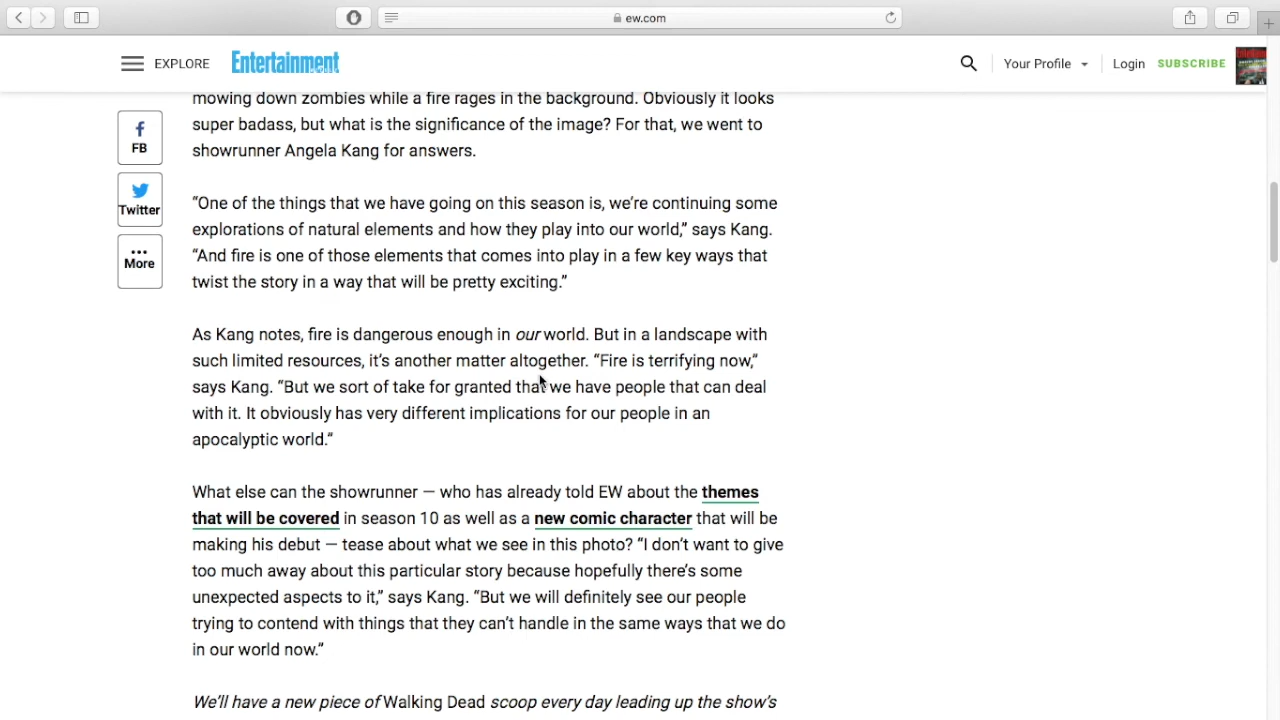 ew.com
EXPLORE
Entertainment
Your Profile
Login
SUBSCRIBE
FB
Twitter
More
mowing down zombies while a fire rages in the background. Obviously it looks
super badass, but what is the significance of the image? For that, we went to
showrunner Angela Kang for answers.
“One of the things that we have going on this season is, we’re continuing some
explorations of natural elements and how they play into our world,” says Kang.
“And fire is one of those elements that comes into play in a few key ways that
twist the story in a way that will be pretty exciting.”
As Kang notes, fire is dangerous enough in our world. But in a landscape with
such limited resources, it’s another matter altogether. “Fire is terrifying now,”
says Kang. “But we sort of take for granted that we have people that can deal
with it. It obviously has very different implications for our people in an
apocalyptic world.”
What else can the showrunner — who has already told EW about the themes
that will be covered in season 10 as well as a new comic character that will be
making his debut — tease about what we see in this photo? “I don’t want to give
too much away about this particular story because hopefully there’s some
unexpected aspects to it,” says Kang. “But we will definitely see our people
trying to contend with things that they can’t handle in the same ways that we do
in our world now.”
We’ll have a new piece of Walking Dead scoop every day leading up the show’s